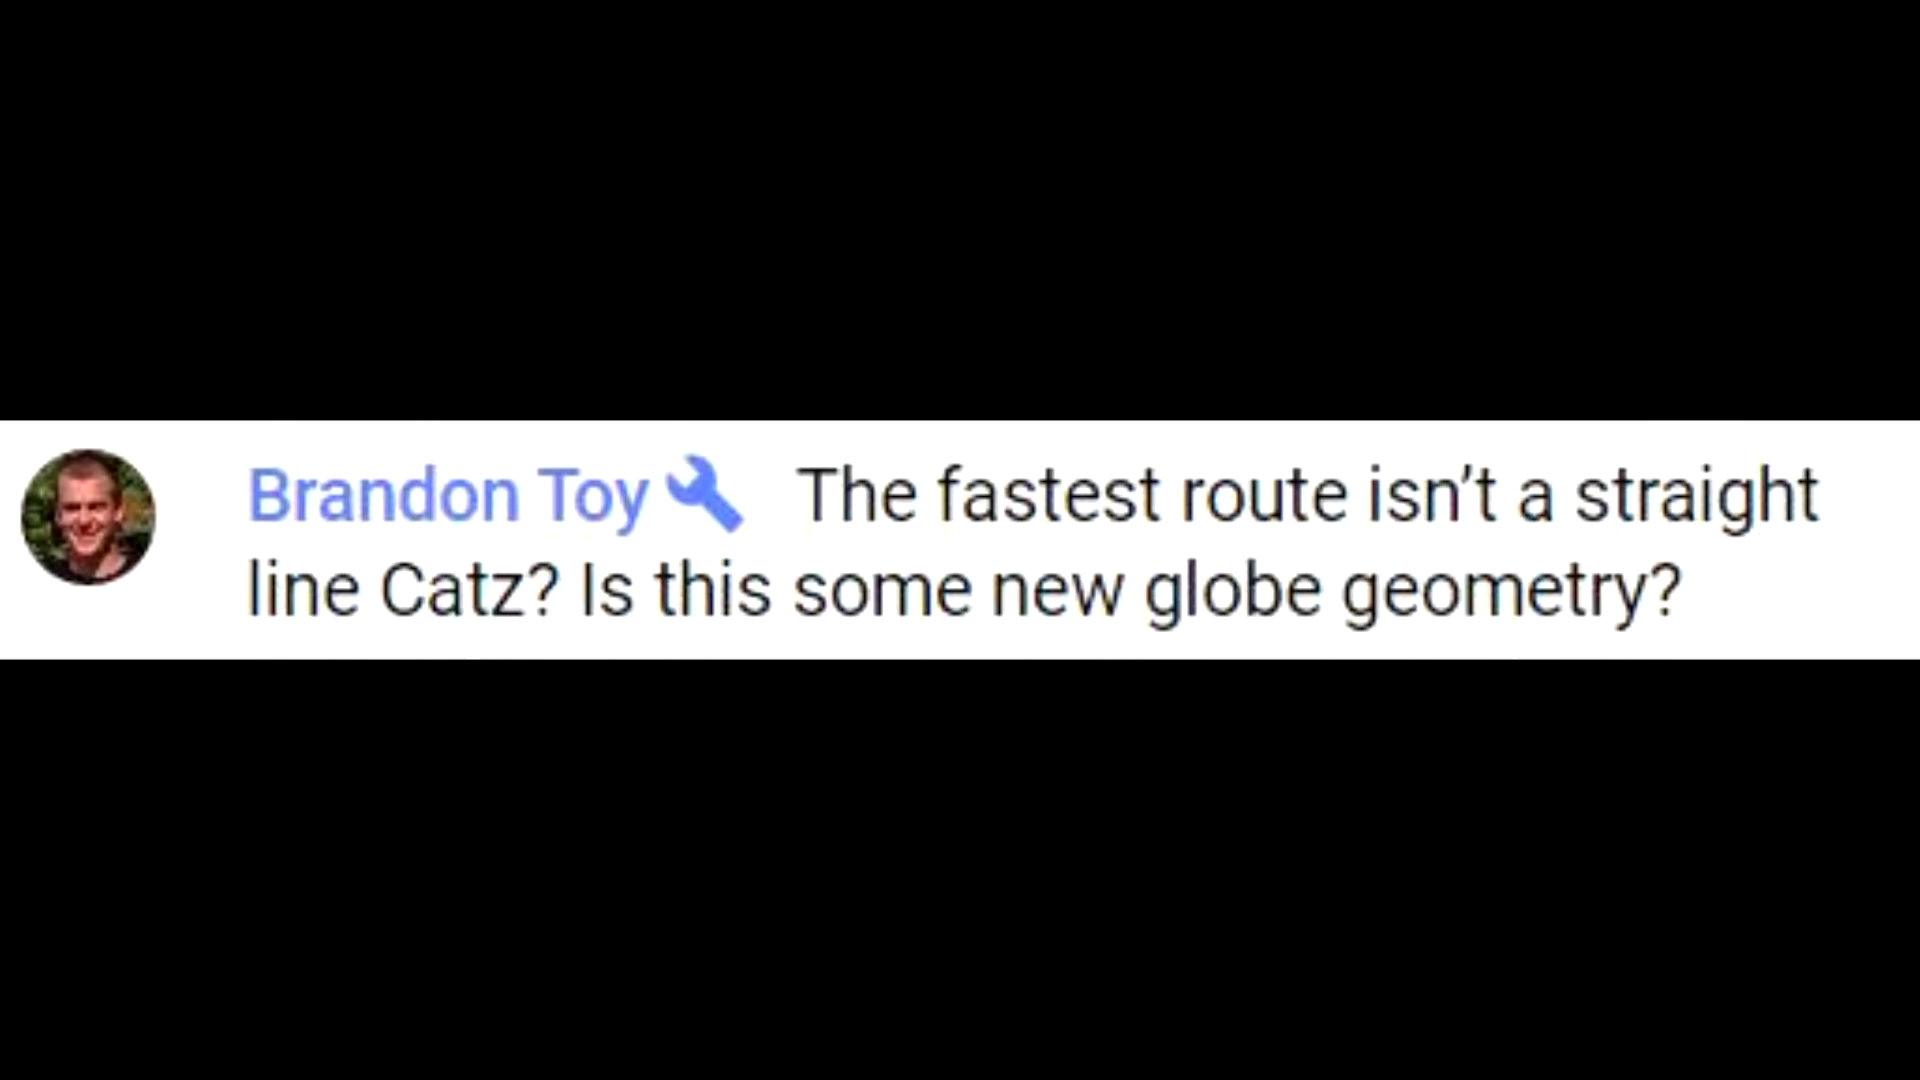 Brandon Toy The fastest route isn't a straight
line Catz? Is this some new globe geometry?